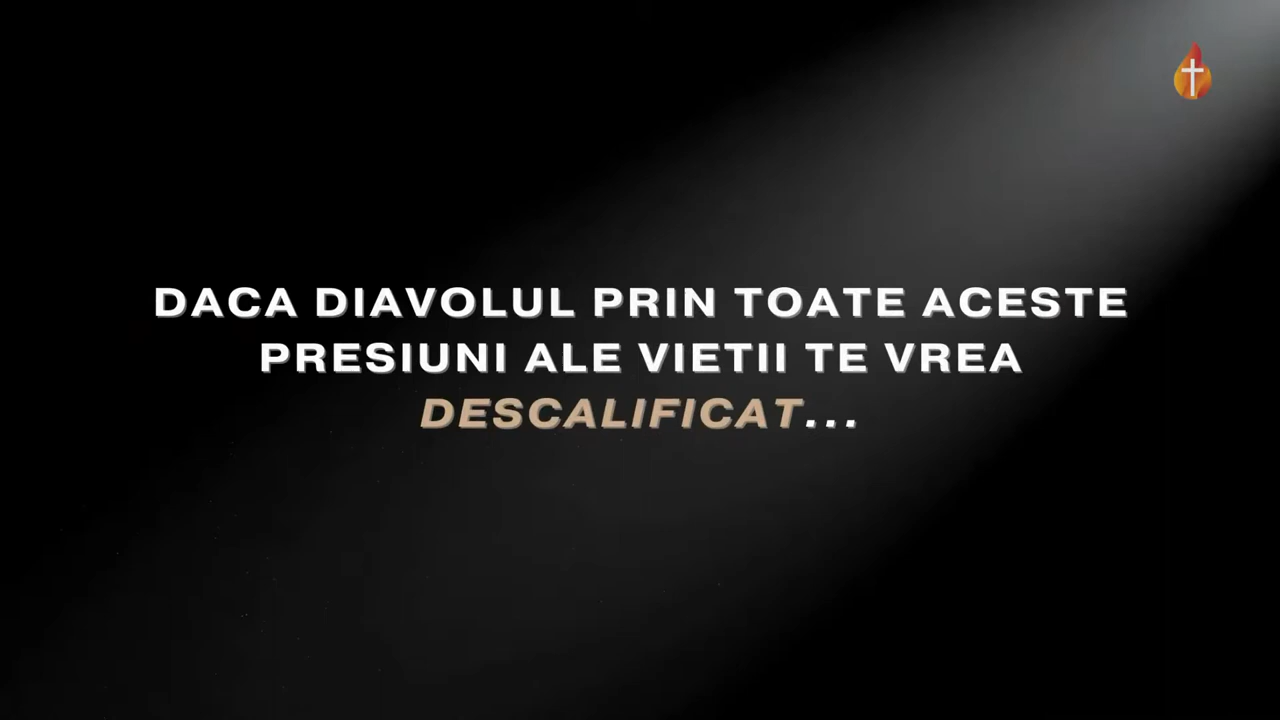 DACA DIAVOLUL PRIN TOATE ACESTE
PRESIUNI ALE VIETII TE VREA
DESCALIFICAT...